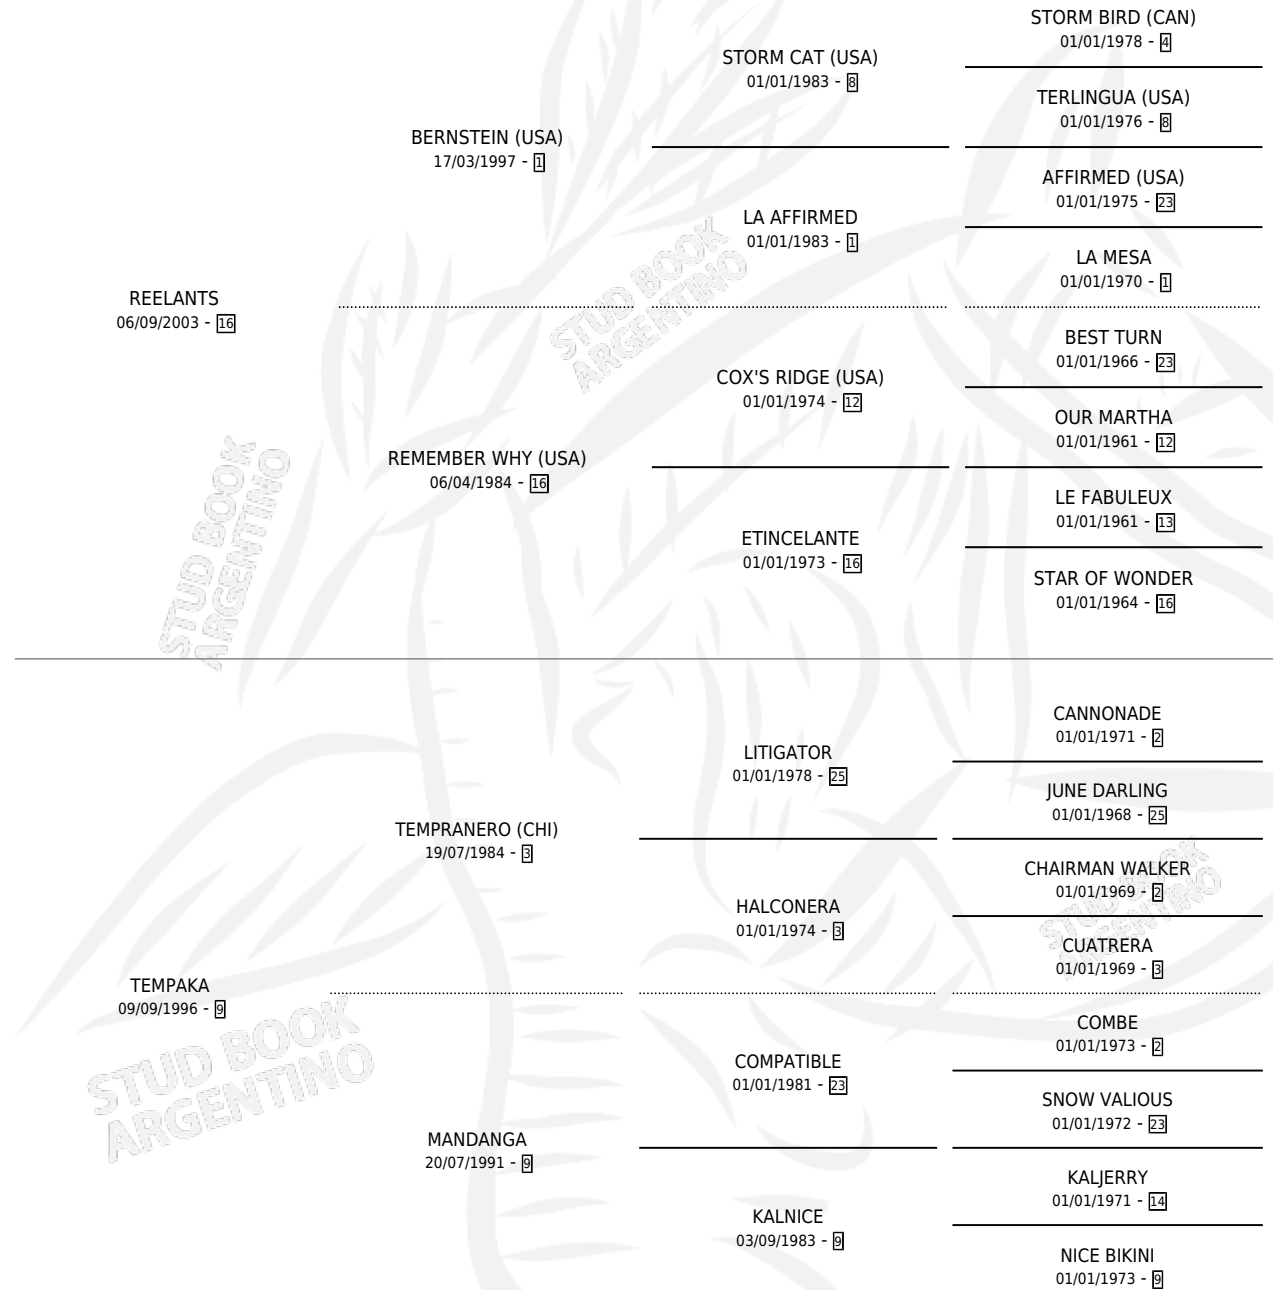 STORM BIRD (CAN)
01/01/1978 - 4
STORM CAT (USA)
01/01/1983 - 8
TERLINGUA (USA)
01/01/1976 - 8
BERNSTEIN (USA)
17/03/1997 - 1
AFFIRMED (USA)
01/01/1975 - 23
LA AFFIRMED
01/01/1983 - 1
LA MESA
01/01/1970 - 1
REELANTS
06/09/2003 - 16
BEST TURN
01/01/1966 - 23
COX'S RIDGE (USA)
01/01/1974 - 12
OUR MARTHA
01/01/1961 - 12
REMEMBER WHY (USA)
06/04/1984 - 16
LE FABULEUX
01/01/1961 - 13
ETINCELANTE
01/01/1973 - 16
STAR OF WONDER
01/01/1964 - 16
CANNONADE
01/01/1971 - 2
LITIGATOR
01/01/1978 - 25
JUNE DARLING
01/01/1968 - 25
TEMPRANERO (CHI)
19/07/1984 - 3
CHAIRMAN WALKER
01/01/1969 - 2
HALCONERA
01/01/1974 - 3
CUATRERA
01/01/1969 - 3
TEMPAKA
09/09/1996 - 9
COMBE
01/01/1973 - 2
COMPATIBLE
01/01/1981 - 23
SNOW VALIOUS
01/01/1972 - 23
MANDANGA
20/07/1991 - 9
KALJERRY
01/01/1971 - 14
KALNICE
03/09/1983 - 9
NICE BIKINI
01/01/1973 - 9
STUD BOOK
ARGENTINO
STUD BOOK
ARGENTINO
STUD BOOK
ARGENTINO
STUD BOOK
ARGENTINO